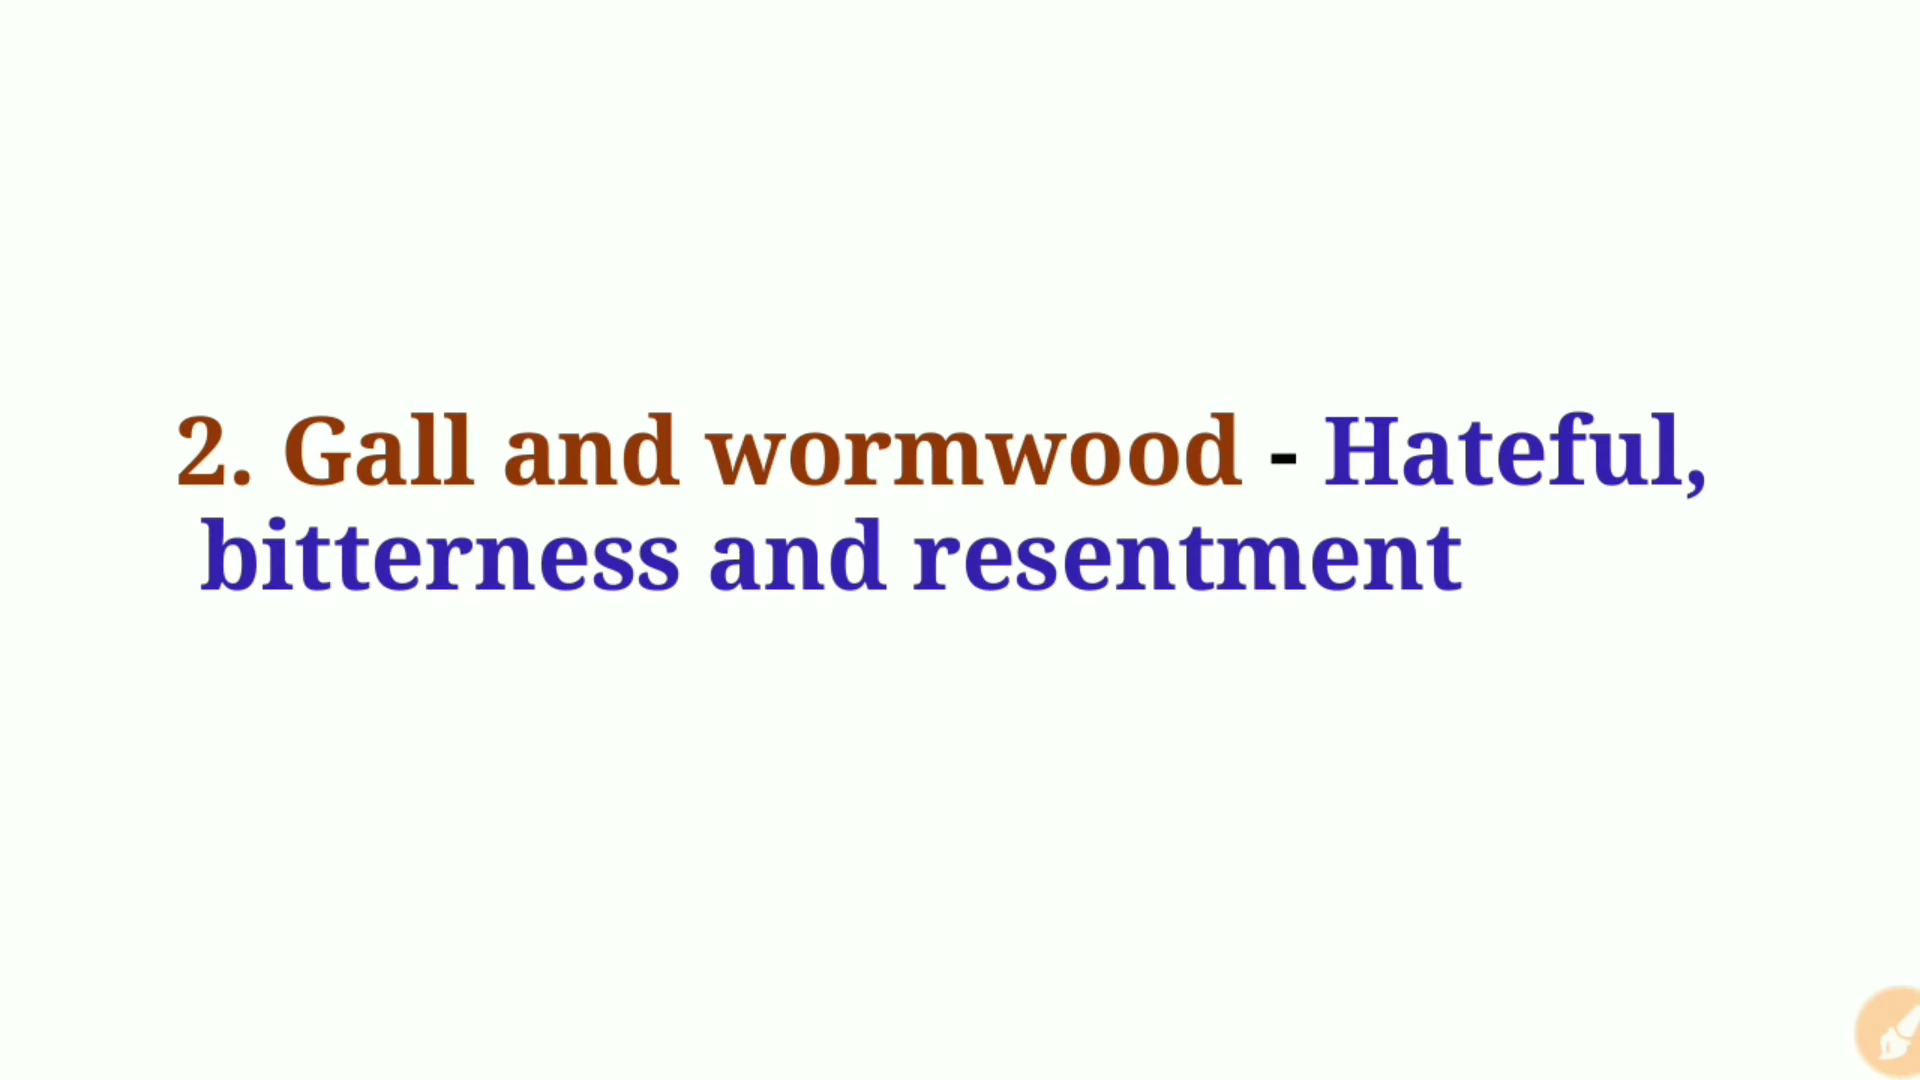 2. Gall and wormwood - Hateful,
bitterness and resentment